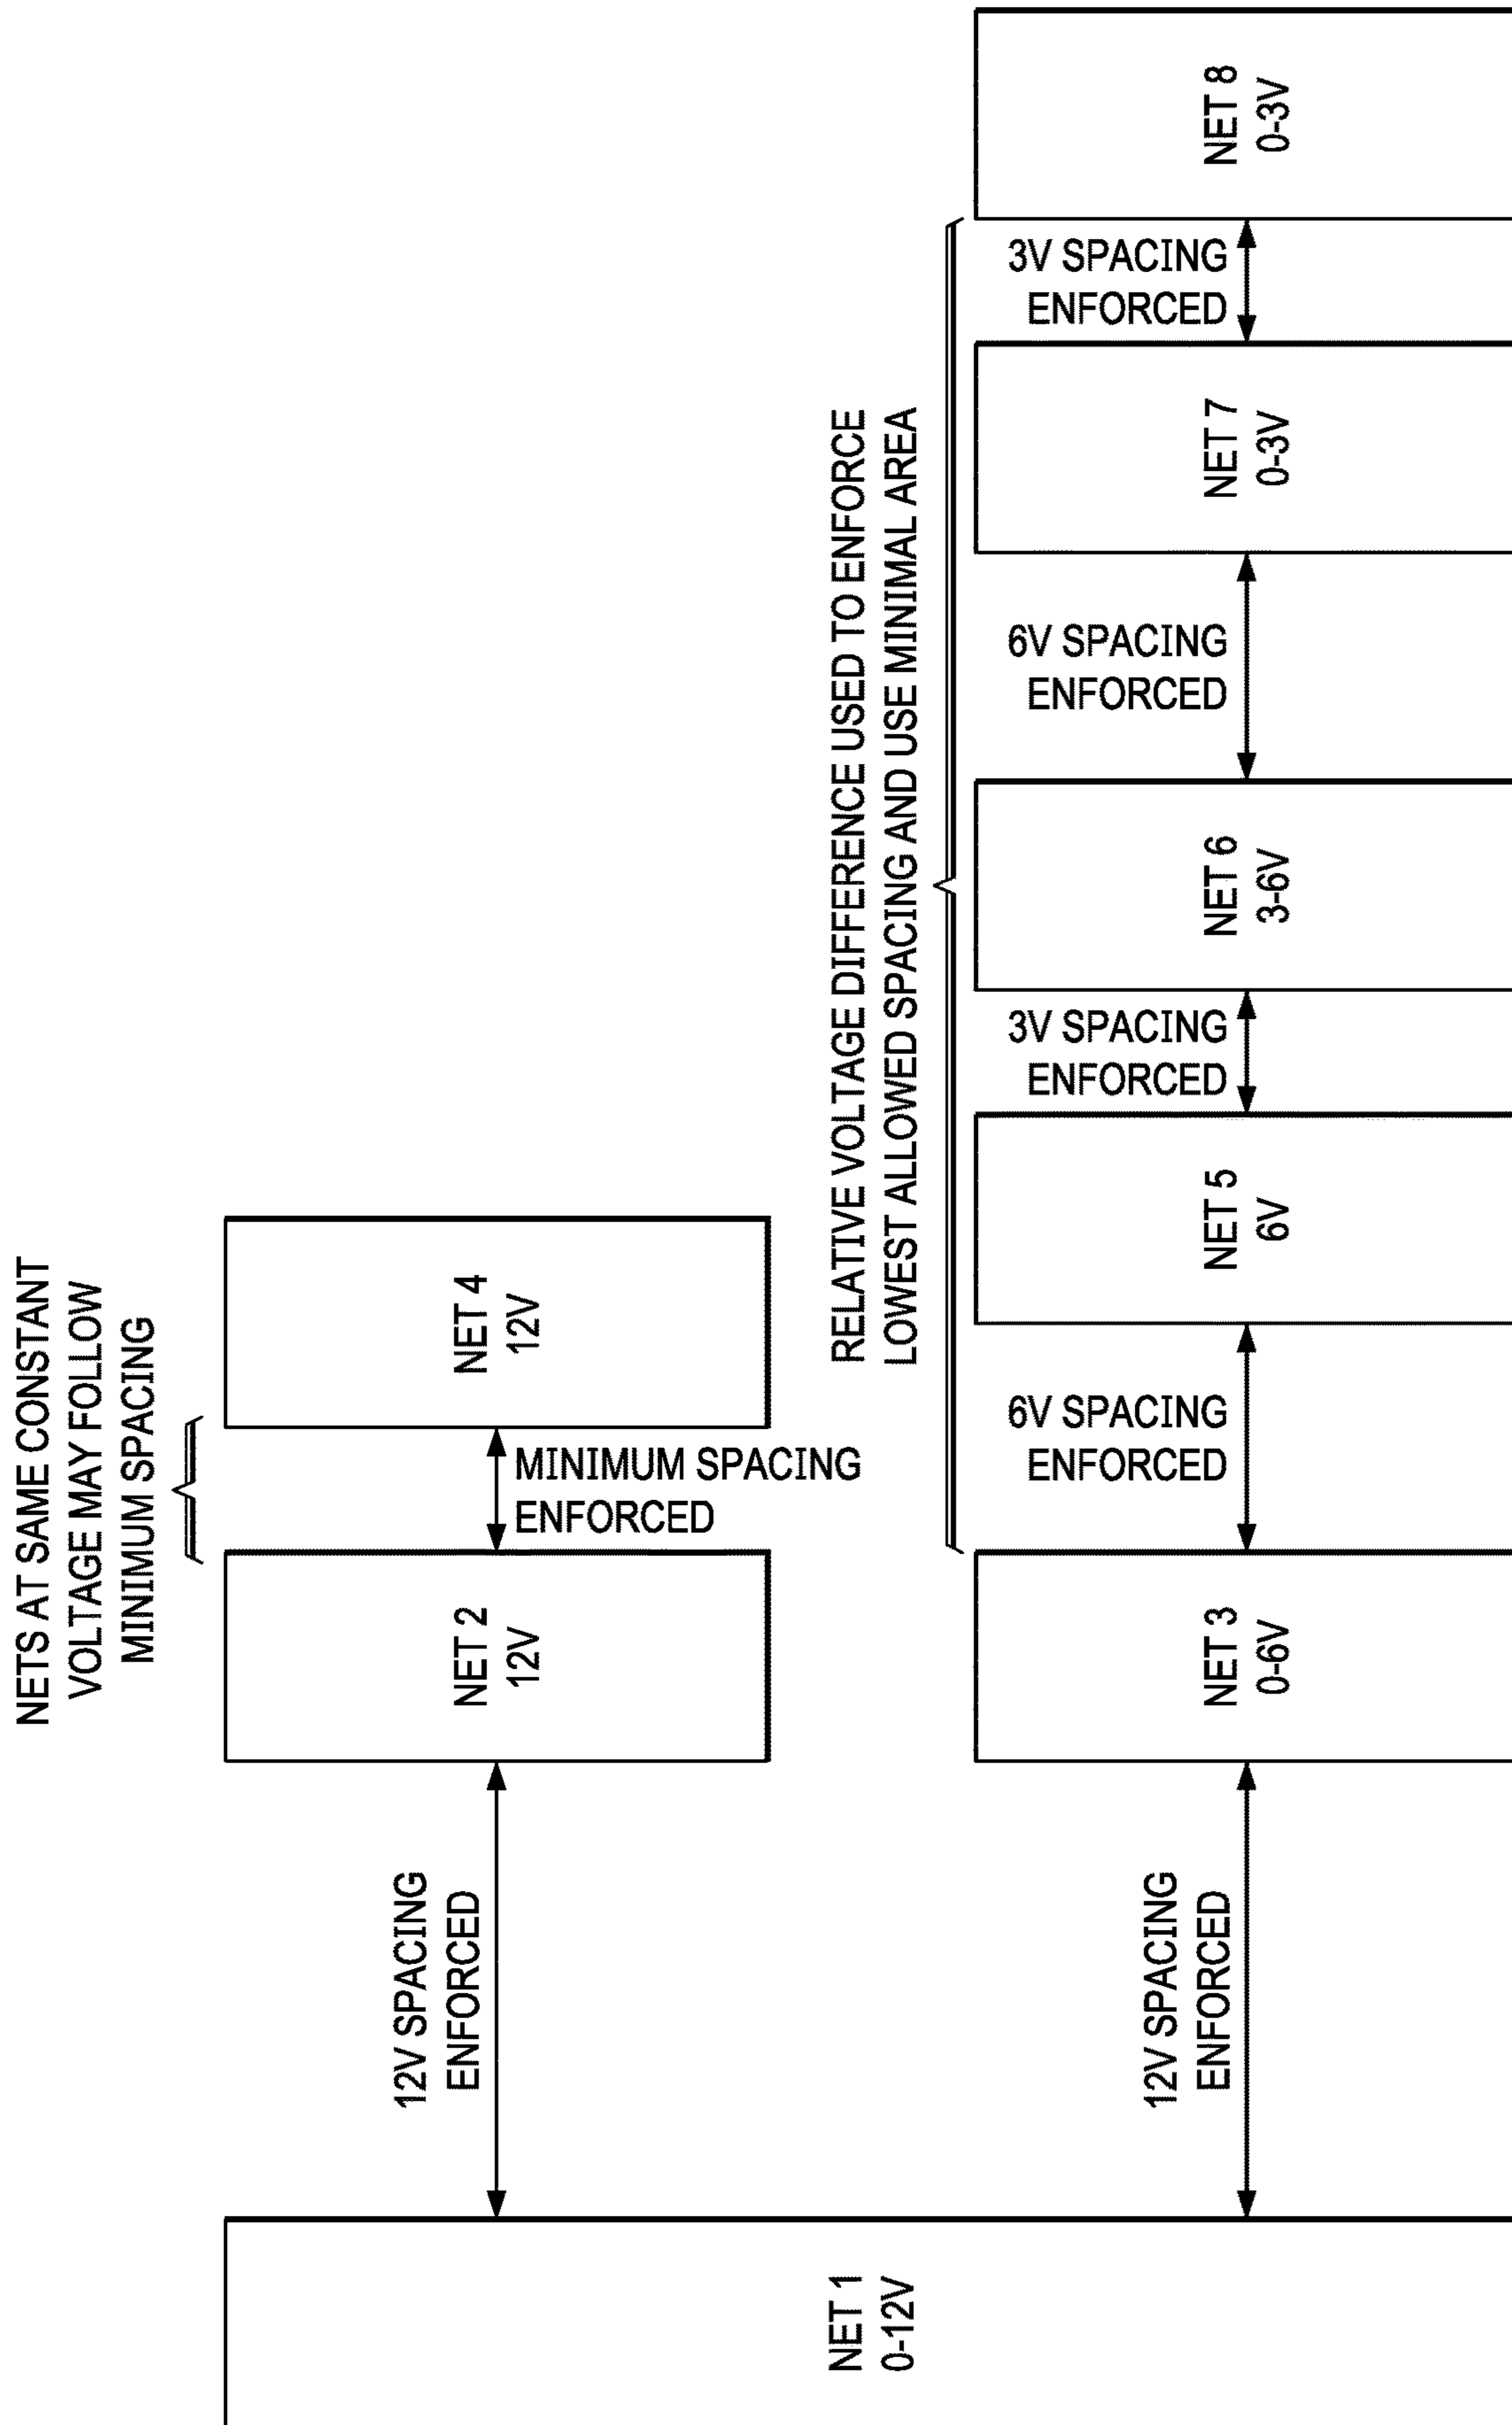 NETS AT SAME CONSTANT
VOLTAGE MAY FOLLOW
MINIMUM SPACING
NET 1
0-12V
12V SPACING
ENFORCED
NET 2
12V
MINIMUM SPACING
ENFORCED
NET 4
12V
RELATIVE VOLTAGE DIFFERENCE USED TO ENFORCE
LOWEST ALLOWED SPACING AND USE MINIMAL AREA
12V SPACING
ENFORCED
NET 3
0-6V
6V SPACING
ENFORCED
NET 5
6V
3V SPACING
ENFORCED
NET 6
3-6V
6V SPACING
ENFORCED
NET 7
0-3V
3V SPACING
ENFORCED
NET 8
0-3V